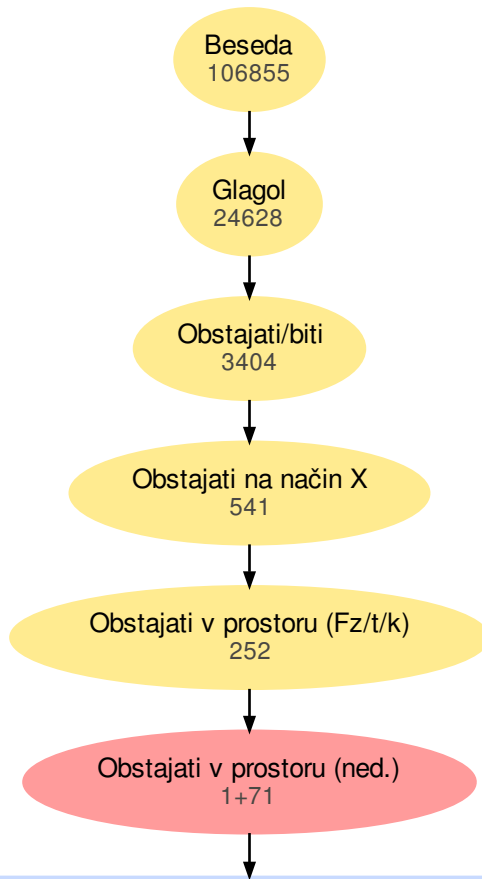 Beseda
106855
Glagol
24628
Obstajati/biti
3404
Obstajati na način X
541
Obstajati v prostoru (Fz/t/k)
252
Obstajati v prostoru (ned.)
1+71